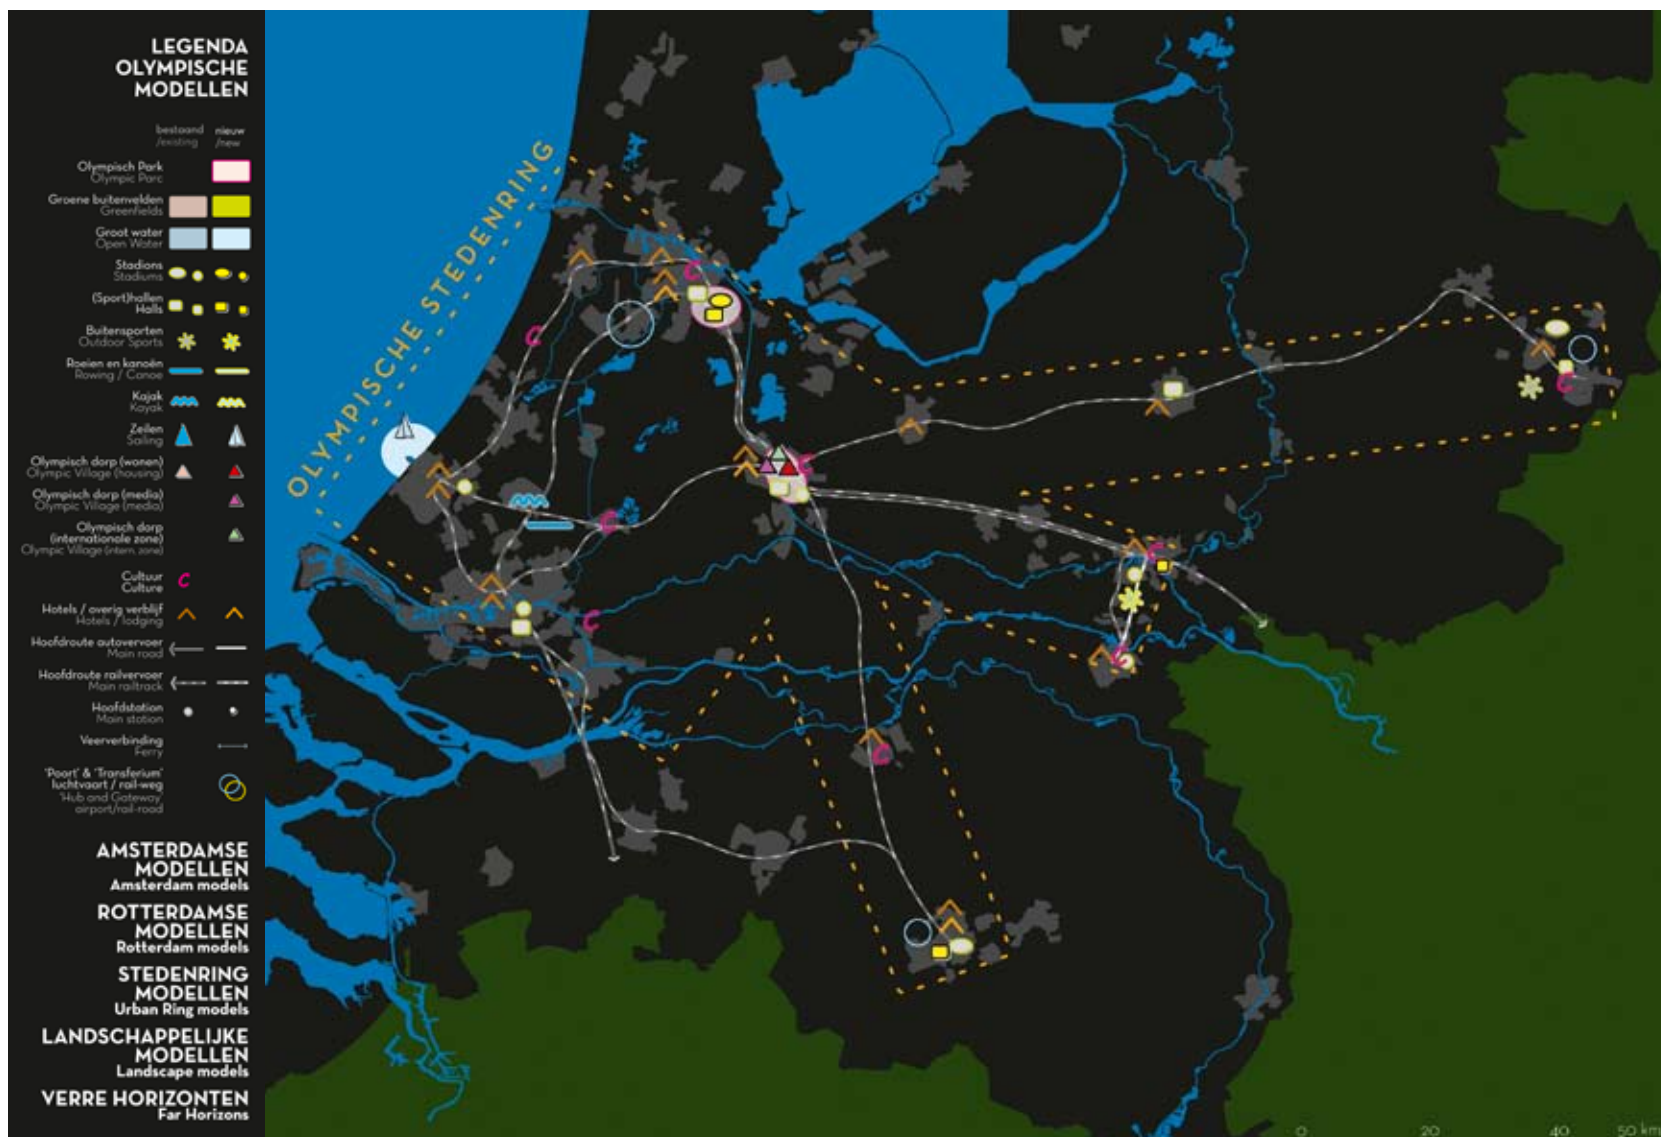 LEGENDA
OLYMPISCHE
MODELLEN
bestaand nieuw
/existing /new
Olympisch Park
Olympic Parc
Groene buitenvelden
Greenfields
Groot water
Open Water
Stadions
Stadiums
(Sport)hallen
Halls
Buitensporten
Outdoor Sports
Roeien en kanoën
Rowing / Canoe
Kajak
Kayak
Zeilen
Sailing
Olympisch dorp (wonen)
Olympic Village (housing)
Olympisch dorp (media)
Olympic Village (media)
Olympisch dorp
(internationale zone)
Olympic Village (intern. zone)
Cultuur
Culture
Hotels / overig verblijf
Hotels / lodging
Hoofdroute autovervoer
Main road
Hoofdroute railvervoer
Main railtrack
Hoofdstation
Main station
Veerverbinding
Ferry
'Poort' & 'Transferium'
luchtvaart / rail-weg
'Hub and Gateway'
airport/rail-road
AMSTERDAMSE
MODELLEN
Amsterdam models
ROTTERDAMSE
MODELLEN
Rotterdam models
STEDENRING
MODELLEN
Urban Ring models
LANDSCHAPPELIJKE
MODELLEN
Landscape models
VERRE HORIZONTEN
Far Horizons
OLYMPISCHE STEDENRING
0 20 40 50 km